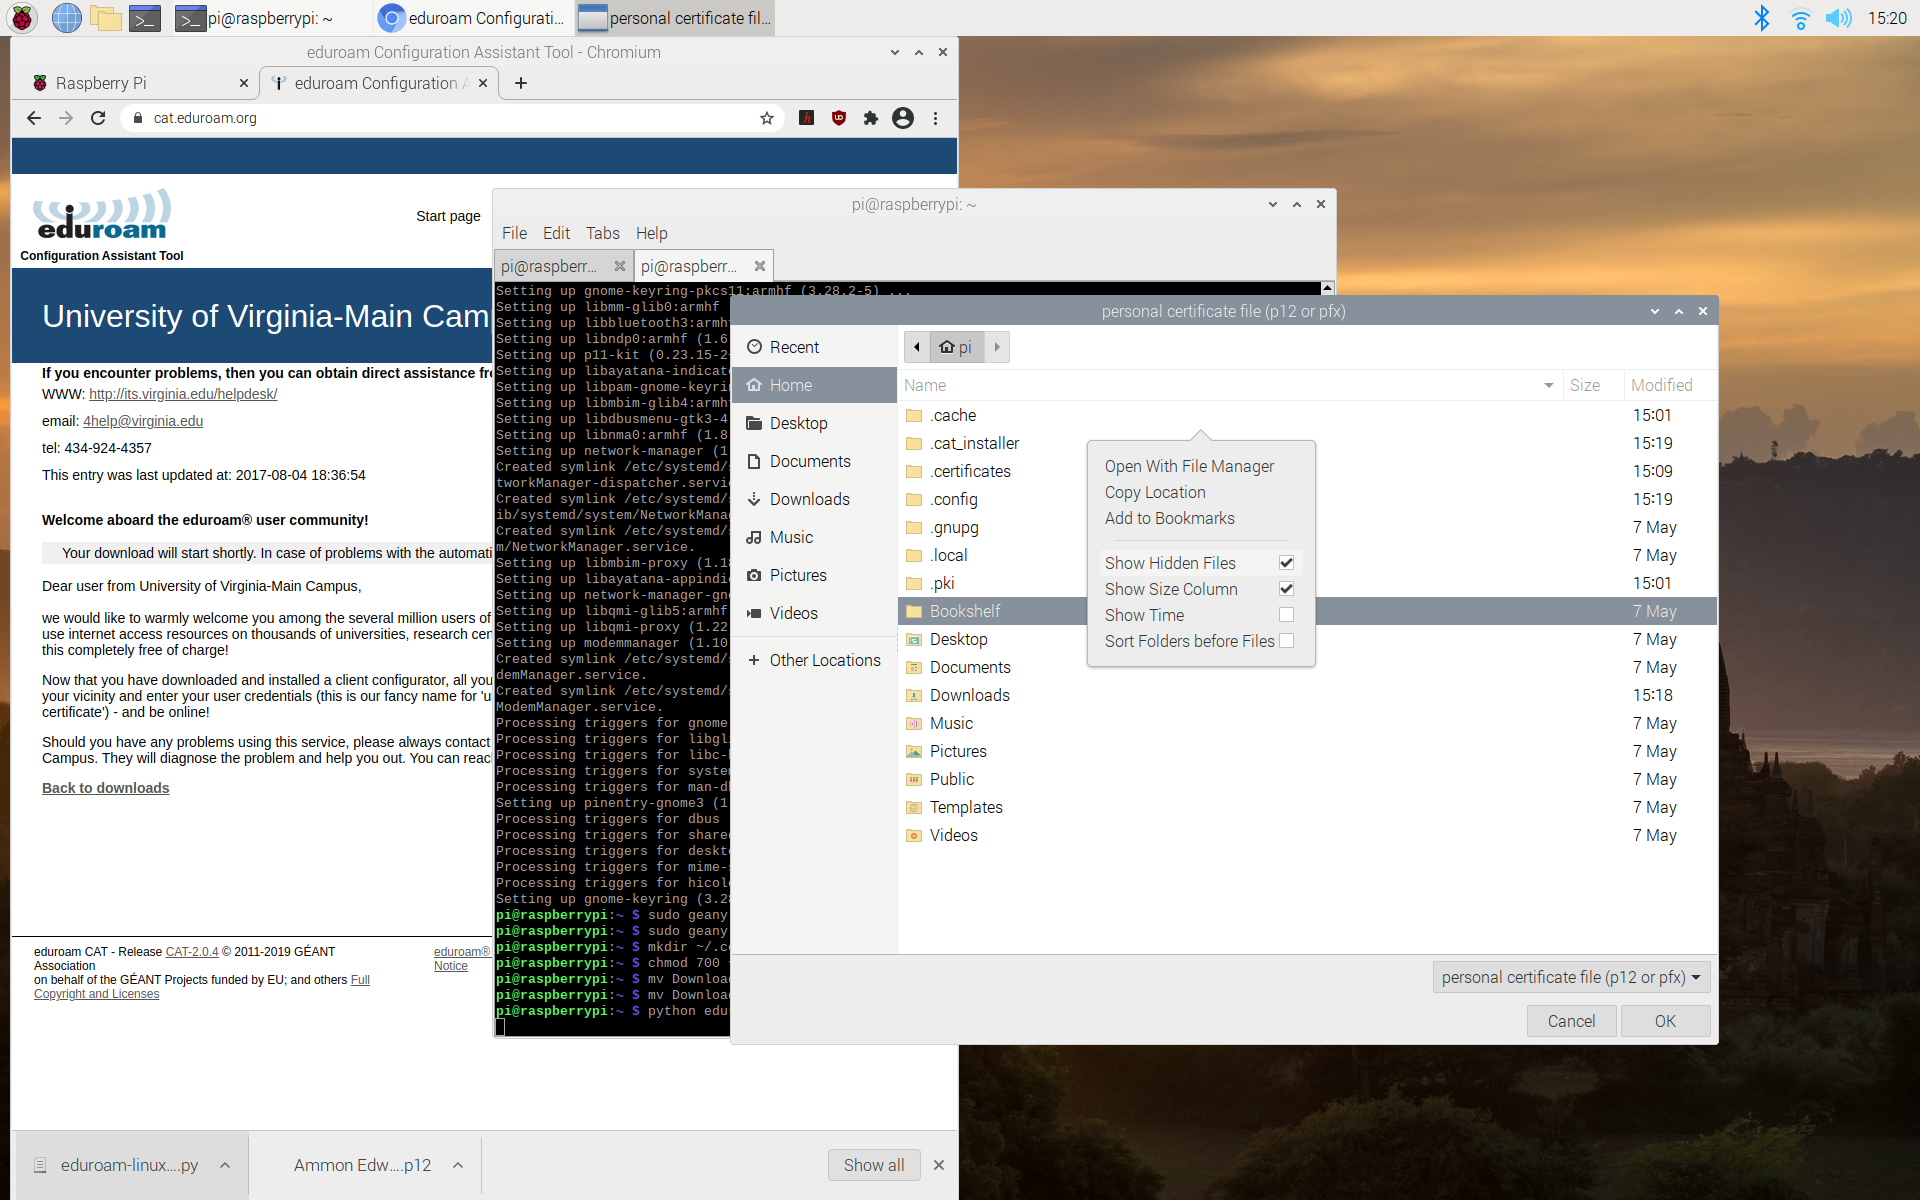 pi@raspberrypi: ~
eduroam Configurati...
personal certificate fil...
15:20
eduroam Configuration Assistant Tool - Chromium
Raspberry Pi
eduroam Configuration
cat.eduroam.org
eduroam
Configuration Assistant Tool
Start page
University of Virginia-Main Cam
If you encounter problems, then you can obtain direct assistance fr
WWW: http://its.virginia.edu/helpdesk/
email: 4help@virginia.edu
tel: 434-924-4357
This entry was last updated at: 2017-08-04 18:36:54
Welcome aboard the eduroam® user community!
Your download will start shortly. In case of problems with the automati
Dear user from University of Virginia-Main Campus,
we would like to warmly welcome you among the several million users of
use internet access resources on thousands of universities, research cen
this completely free of charge!
Now that you have downloaded and installed a client configurator, all you
your vicinity and enter your user credentials (this is our fancy name for 'u
certificate') - and be online!
Should you have any problems using this service, please always contact
Campus. They will diagnose the problem and help you out. You can reac
Back to downloads
eduroam CAT - Release CAT-2.0.4 © 2011-2019 GÉANT
Association
on behalf of the GÉANT Projects funded by EU; and others Full
Copyright and Licenses
eduroam®
Notice
eduroam-linux....py
Ammon Edw....p12
Show all
pi@raspberrypi: ~
File Edit Tabs Help
pi@raspberr...
pi@raspberr...
Setting up gnome-keyring-pkcs11:armhf (3.28.2-5) ...
Setting up libmm-glib0:armhf
Setting up libbluetooth3:armh
Setting up libndp0:armhf (1.6
Setting up p11-kit (0.23.15-2
Setting up libayatana-indicat
Setting up libpam-gnome-keyri
Setting up libmbim-glib4:armh
Setting up libdbusmenu-gtk3-4
Setting up libnma0:armhf (1.8
Setting up network-manager (1
Created symlink /etc/systemd/s
tworkManager-dispatcher.servi
Created symlink /etc/systemd/s
ib/systemd/system/NetworkMana
Created symlink /etc/systemd/s
m/NetworkManager.service.
Setting up libmbim-proxy (1.18
Setting up libayatana-appindi
Setting up network-manager-gn
Setting up libqmi-glib5:armhf
Setting up libqmi-proxy (1.22
Setting up modemmanager (1.10
Created symlink /etc/systemd/s
demManager.service.
Created symlink /etc/systemd/s
ModemManager.service.
Processing triggers for gnome
Processing triggers for libgli
Processing triggers for libc-b
Processing triggers for system
Processing triggers for man-db
Setting up pinentry-gnome3 (1
Processing triggers for dbus
Processing triggers for share
Processing triggers for deskt
Processing triggers for mime-
Processing triggers for hicol
Setting up gnome-keyring (3.28
pi@raspberrypi:~ $ sudo geany
pi@raspberrypi:~ $ sudo geany
pi@raspberrypi:~ $ mkdir ~/.c
pi@raspberrypi:~ $ chmod 700
pi@raspberrypi:~ $ mv Downloa
pi@raspberrypi:~ $ mv Downloa
pi@raspberrypi:~ $ python edu
personal certificate file (p12 or pfx)
Recent
Home
Desktop
Documents
Downloads
Music
Pictures
Videos
+ Other Locations
pi
Name Size Modified
.cache 15:01
.cat_installer 15:19
.certificates 15:09
.config 15:19
.gnupg 7 May
.local 7 May
.pki 15:01
Bookshelf 7 May
Desktop 7 May
Documents 7 May
Downloads 15:18
Music 7 May
Pictures 7 May
Public 7 May
Templates 7 May
Videos 7 May
Open With File Manager
Copy Location
Add to Bookmarks
Show Hidden Files
Show Size Column
Show Time
Sort Folders before Files
personal certificate file (p12 or pfx)
Cancel
OK